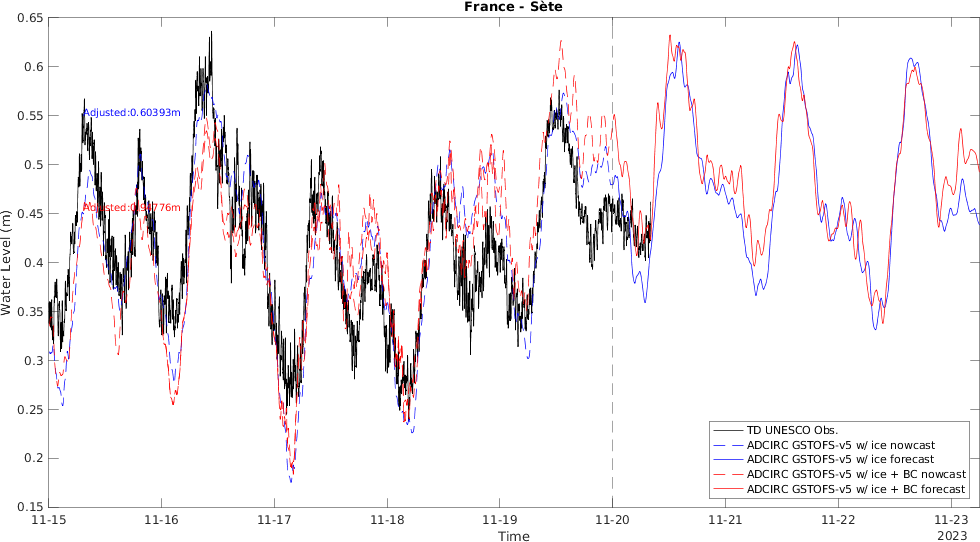 France - Sète
0.65
0.6
0.55
0.5
0.45
0.4
0.35
0.3
0.25
0.2
0.15
Water Level (m)
Adjusted:0.60393m
TD UNESCO Obs.
ADCIRC GSTOFS-v5 w/ ice nowcast
ADCIRC GSTOFS-v5 w/ ice forecast
ADCIRC GSTOFS-v5 w/ ice + BC nowcast
ADCIRC GSTOFS-v5 w/ ice + BC forecast
11-15 11-16 11-17 11-18 11-19 11-20 11-21 11-22 11-23
Time
2023